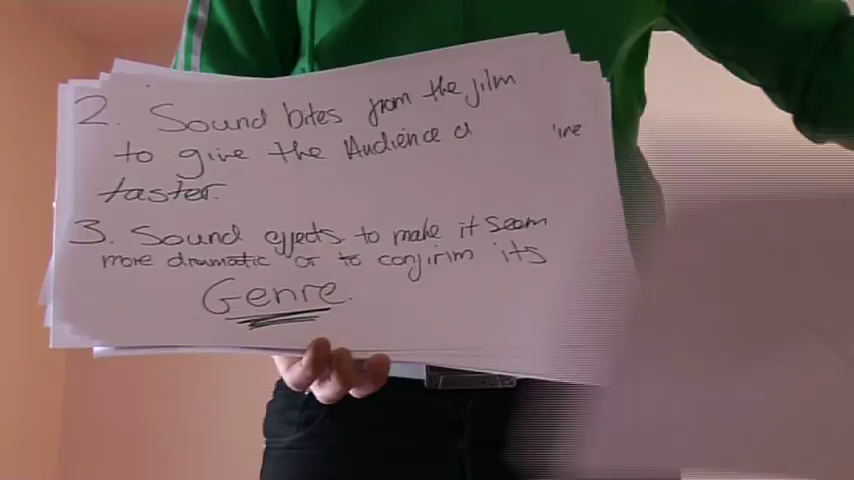 2. Sound bites from the film
to give the Audience a
taster.
3. Sound effects to make it seem
more dramatic or to confirim its
Genre.